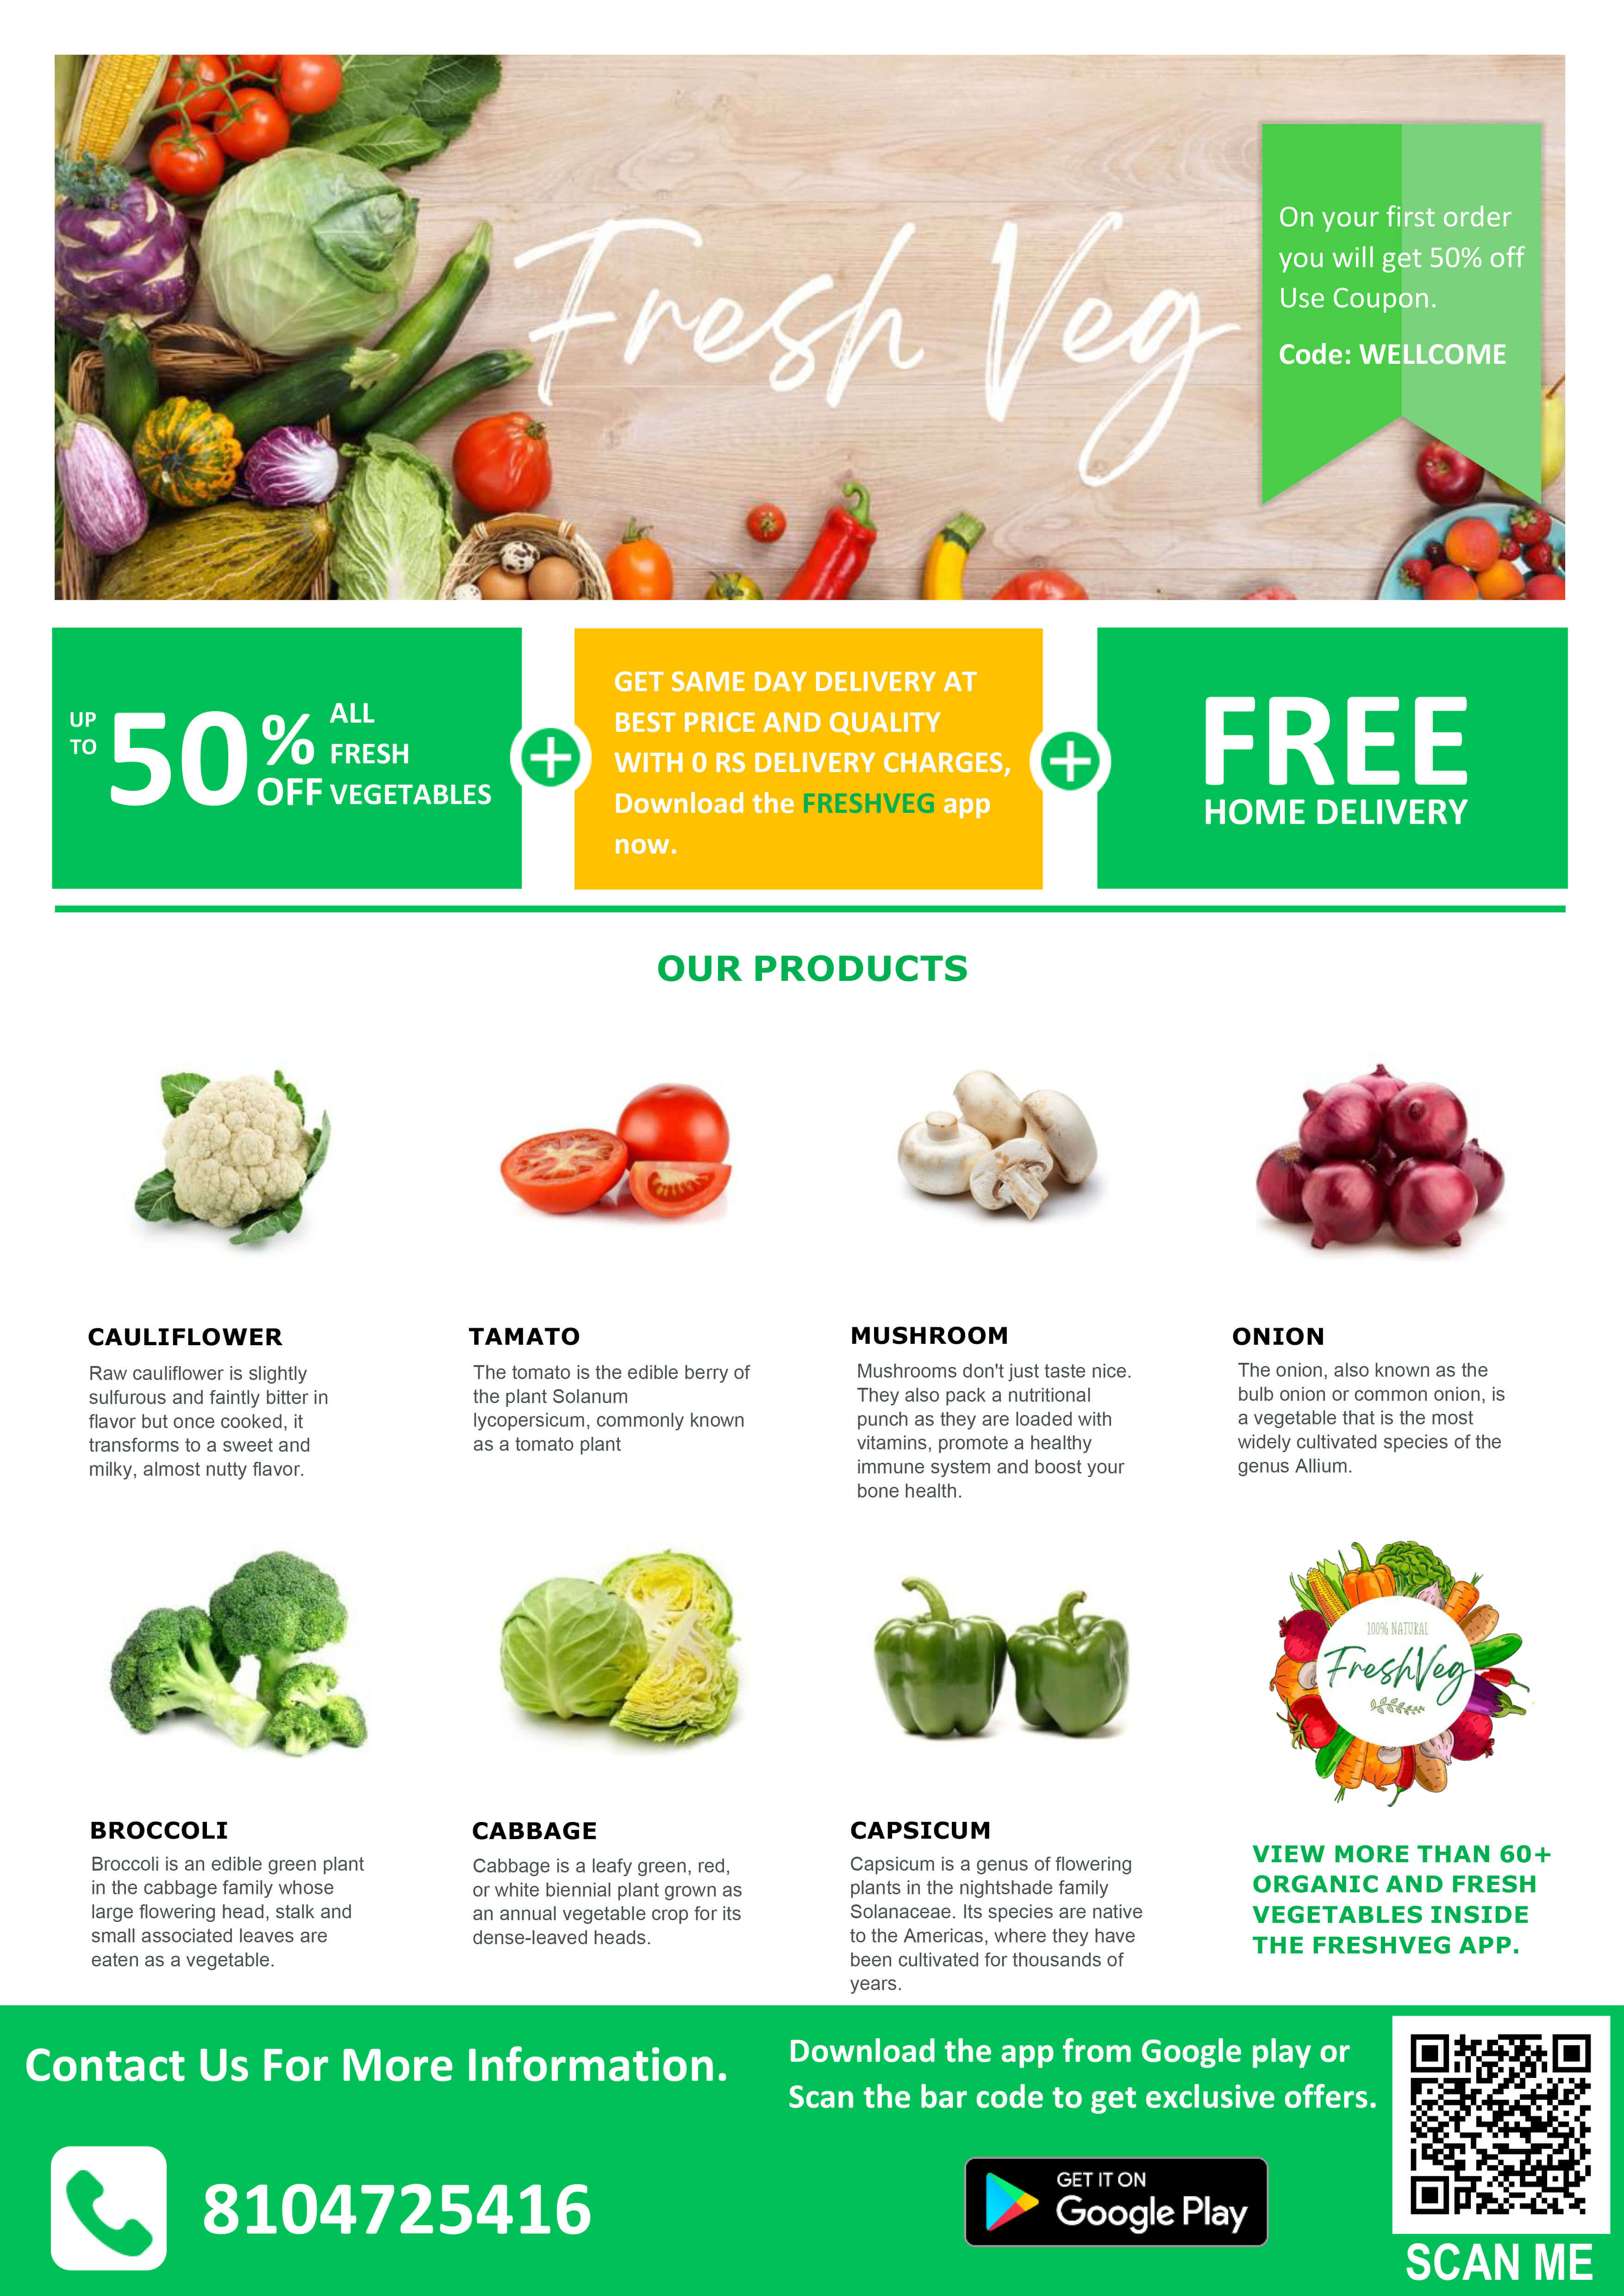 Fresh Veg
On your first order
you will get 50% off
Use Coupon.
Code: WELLCOME
UP
TO
50
%
OFF
ALL
FRESH
VEGETABLES
GET SAME DAY DELIVERY AT
BEST PRICE AND QUALITY
WITH 0 RS DELIVERY CHARGES,
Download the FRESHVEG app
now.
FREE
HOME DELIVERY
OUR PRODUCTS
CAULIFLOWER
Raw cauliflower is slightly
sulfurous and faintly bitter in
flavor but once cooked, it
transforms to a sweet and
milky, almost nutty flavor.
TAMATO
The tomato is the edible berry of
the plant Solanum
lycopersicum, commonly known
as a tomato plant
MUSHROOM
Mushrooms don't just taste nice.
They also pack a nutritional
punch as they are loaded with
vitamins, promote a healthy
immune system and boost your
bone health.
ONION
The onion, also known as the
bulb onion or common onion, is
a vegetable that is the most
widely cultivated species of the
genus Allium.
BROCCOLI
Broccoli is an edible green plant
in the cabbage family whose
large flowering head, stalk and
small associated leaves are
eaten as a vegetable.
CABBAGE
Cabbage is a leafy green, red,
or white biennial plant grown as
an annual vegetable crop for its
dense-leaved heads.
CAPSICUM
Capsicum is a genus of flowering
plants in the nightshade family
Solanaceae. Its species are native
to the Americas, where they have
been cultivated for thousands of
years.
100% NATURAL
FreshVeg
VIEW MORE THAN 60+
ORGANIC AND FRESH
VEGETABLES INSIDE
THE FRESHVEG APP.
Contact Us For More Information.
8104725416
Download the app from Google play or
Scan the bar code to get exclusive offers.
GET IT ON
Google Play
SCAN ME